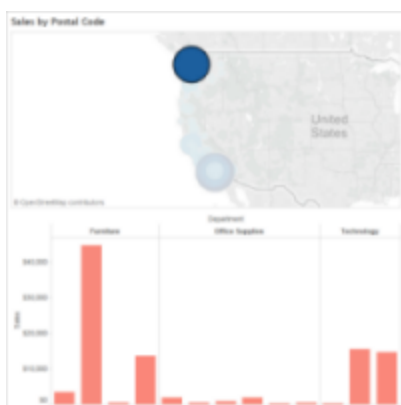 Sales by Postal Code
United
States
© OpenStreetMap contributors
Department
Furniture
Office Supplies
Technology
Sales
$40,000
$30,000
$20,000
$10,000
$0